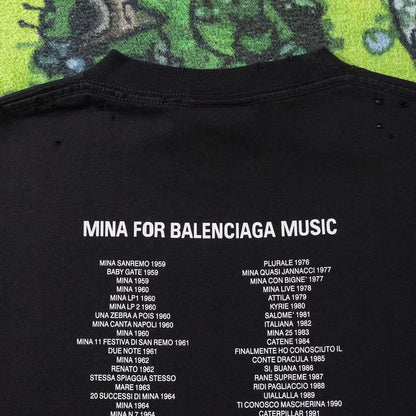 MINA FOR BALENCIAGA MUSIC
MINA SANREMO 1959
BABY GATE 1959
MINA 1959
MINA 1960
MINA LP1 1960
MINA LP 2 1960
UNA ZEBRA A POIS 1960
MINA CANTA NAPOLI 1960
MINA 1960
MINA 11 FESTIVA DI SAN REMO 1961
DUE NOTE 1961
MINA 1962
RENATO 1962
STESSA SPIAGGIA STESSO
MARE 1963
20 SUCCESSI DI MINA 1964
MINA 1964
MINA N 7 1964
PLURALE 1976
MINA QUASI JANNACCI 1977
MINA CON BIGNE' 1977
MINA LIVE 1978
ATTILA 1979
KYRIE 1980
SALOME' 1981
ITALIANA 1982
MINA 25 1983
CATENE 1984
FINALMENTE HO CONOSCIUTO IL
CONTE DRACULA 1985
SI, BUANA 1986
RANE SUPREME 1987
RIDI PAGLIACCIO 1988
UIALLALLA 1989
TI CONOSCO MASCHERINA 1990
CATERPILLAR 1991